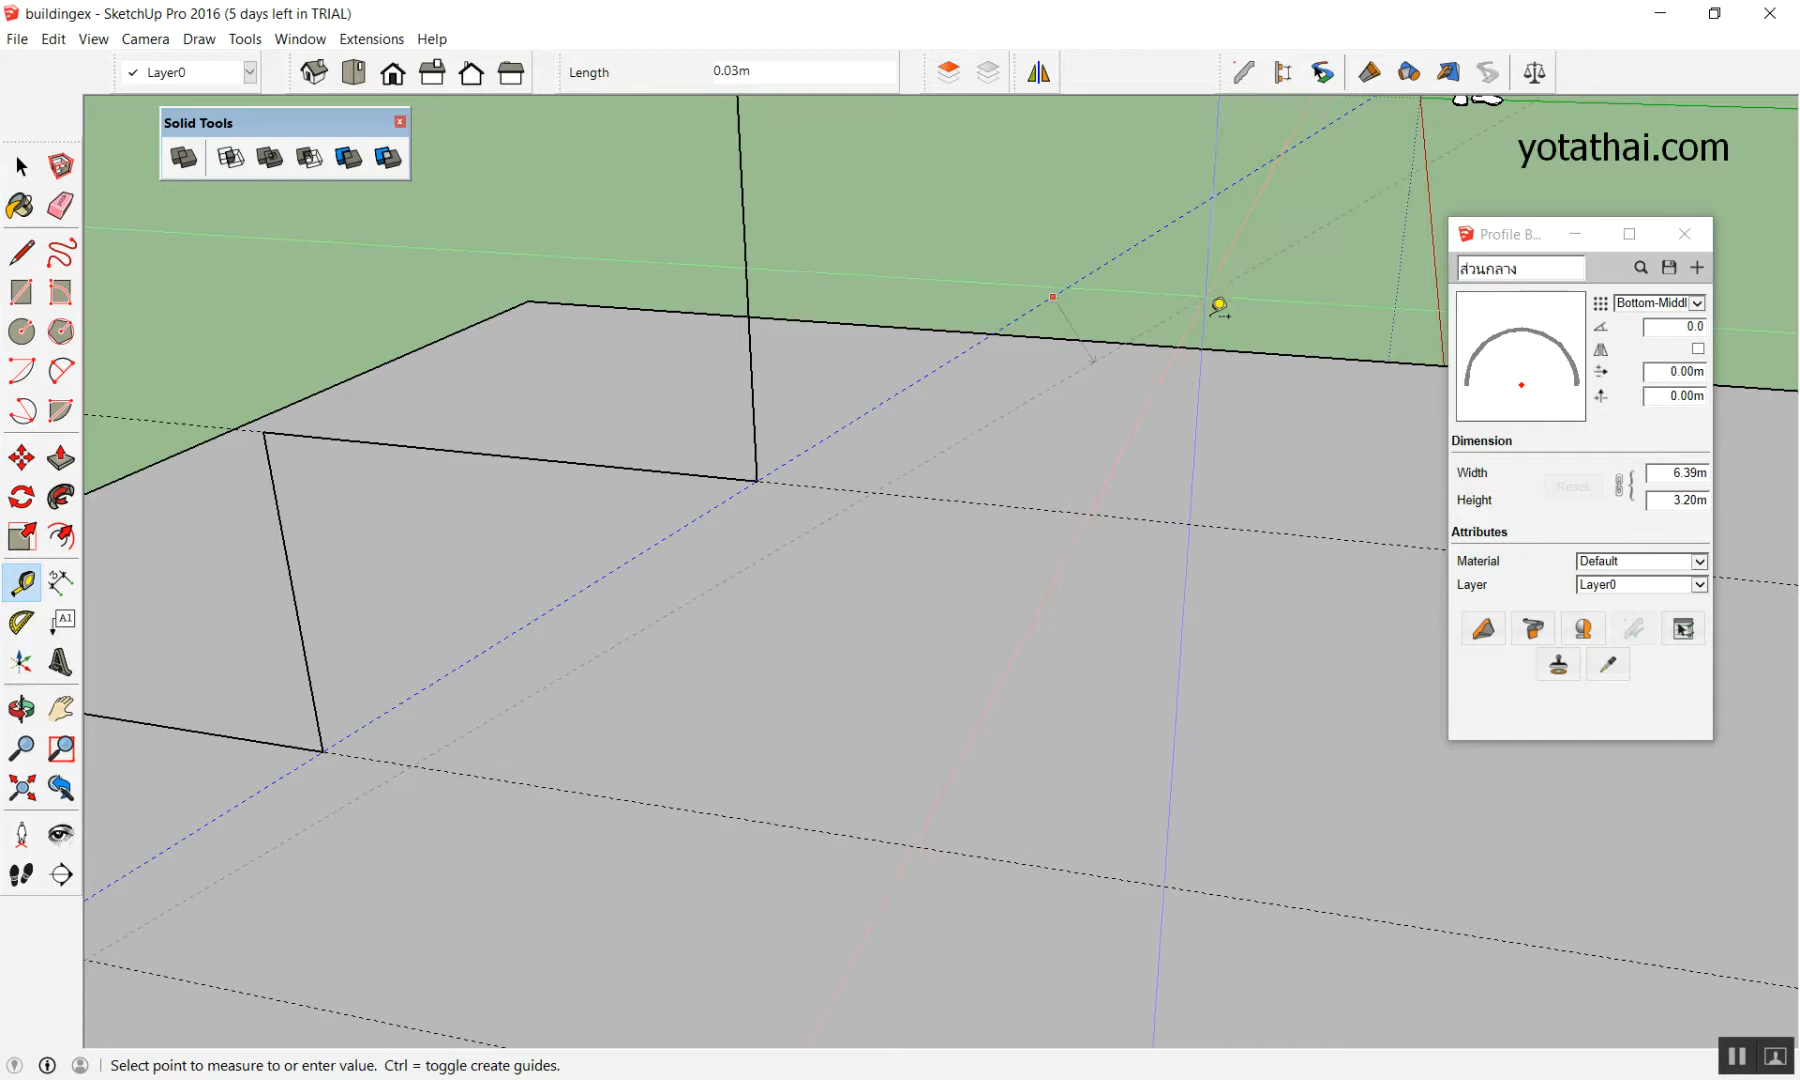 buildingex - SketchUp Pro 2016 (5 days left in TRIAL)
File Edit View Camera Draw Tools Window Extensions Help
✓ Layer0
Length 0.03m
Solid Tools
yotathai.com
Profile B...
ส่วนกลาง
Bottom-Middl
0.0
0.00m
0.00m
Dimension
Width 6.39m
Reset
Height 3.20m
Attributes
Material Default
Layer Layer0
A1
Select point to measure to or enter value. Ctrl = toggle create guides.